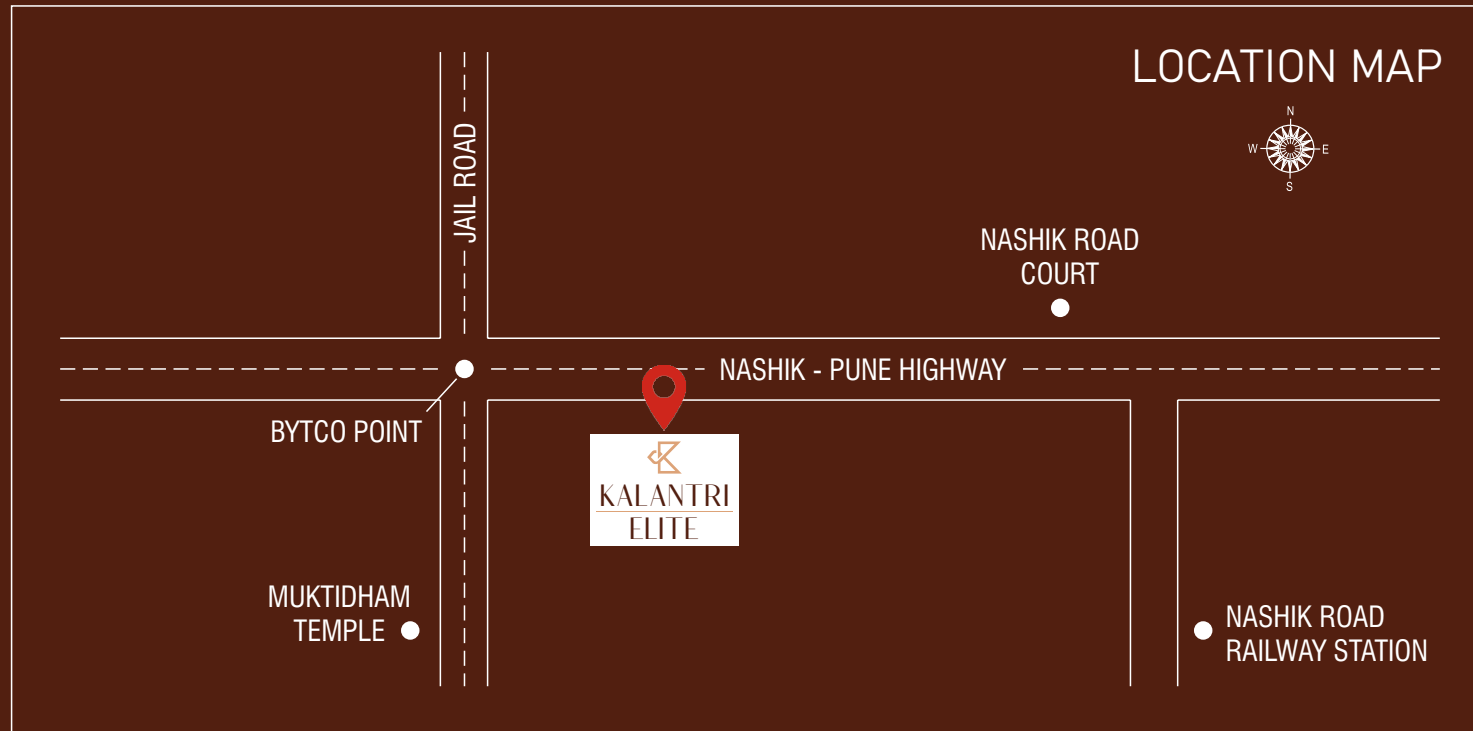 LOCATION MAP
N
W
E
S
JAIL ROAD
NASHIK ROAD
COURT
NASHIK - PUNE HIGHWAY
BYTCO POINT
KALANTRI
ELITE
MUKTIDHAM
TEMPLE
NASHIK ROAD
RAILWAY STATION